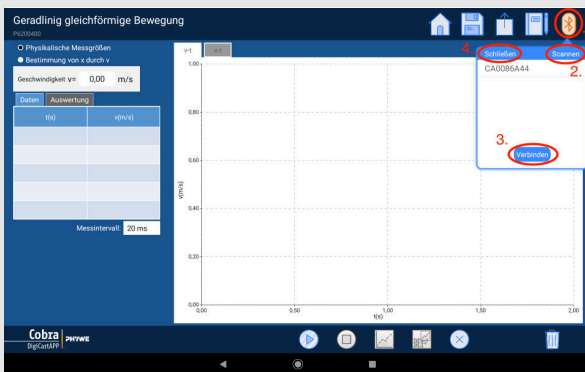 Geradlinig gleichförmige Bewegung
P6200400
Physikalische Messgrößen
Bestimmung von x durch v
Geschwindigkeit v= 0,00 m/s
Daten Auswertung
t(s) v(m/s)
Messintervall: 20 ms
v-t x-t
1,00
0,80
0,60
0,40
0,20
0,00
v(m/s)
0,00 0,50 1,00 1,50 2,00
t(s)
4.
Schließen Scannen
CA0086A44
2.
3.
Verbinden
Cobra PHYWE
DigiCartAPP